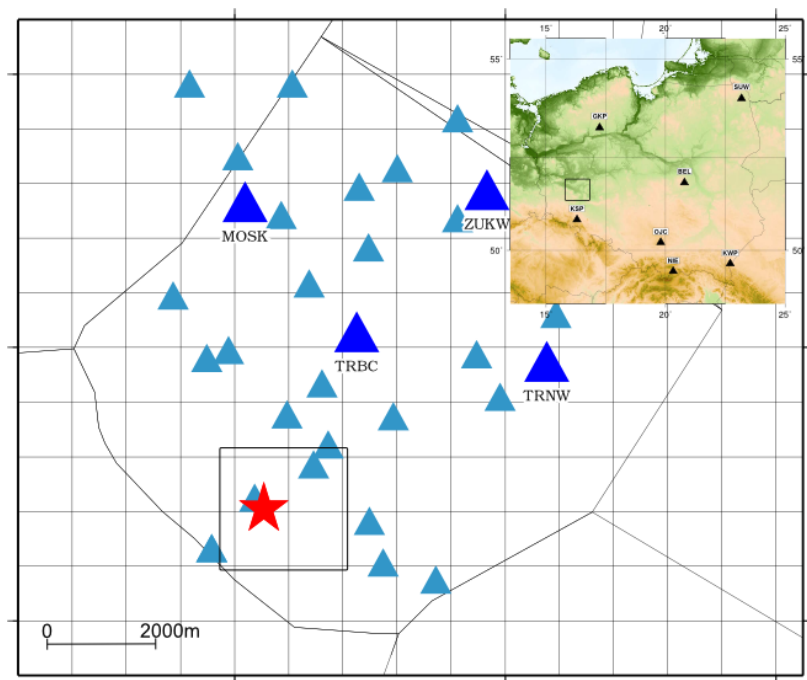 55˚
SUW
GKP
BEL
KSP
OJC
50˚
KWP
NIE
15˚
20˚
25˚
MOSK
ZUKW
TRBC
TRNW
0
2000m